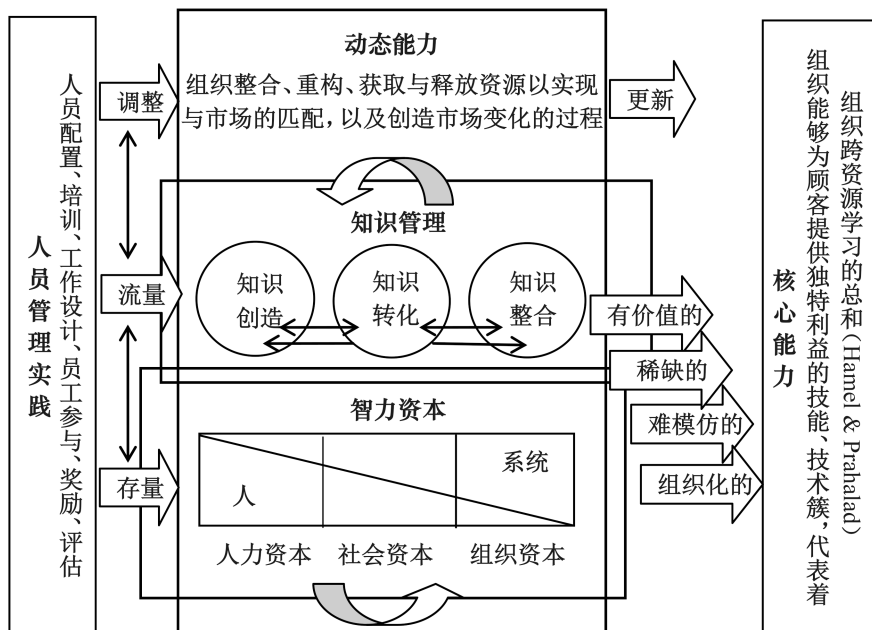 人员管理实践
人员配置、培训、工作设计、员工参与、奖励、评估
调整
流量
存量
动态能力
组织整合、重构、获取与释放资源以实现
与市场的匹配,以及创造市场变化的过程
更新
知识管理
知识
创造
知识
转化
知识
整合
有价值的
稀缺的
难模仿的
组织化的
智力资本
人
系统
人力资本
社会资本
组织资本
核心能力
组织能够为顾客提供独特利益的技能、技术簇,代表着
组织跨资源学习的总和(Hamel & Prahalad)